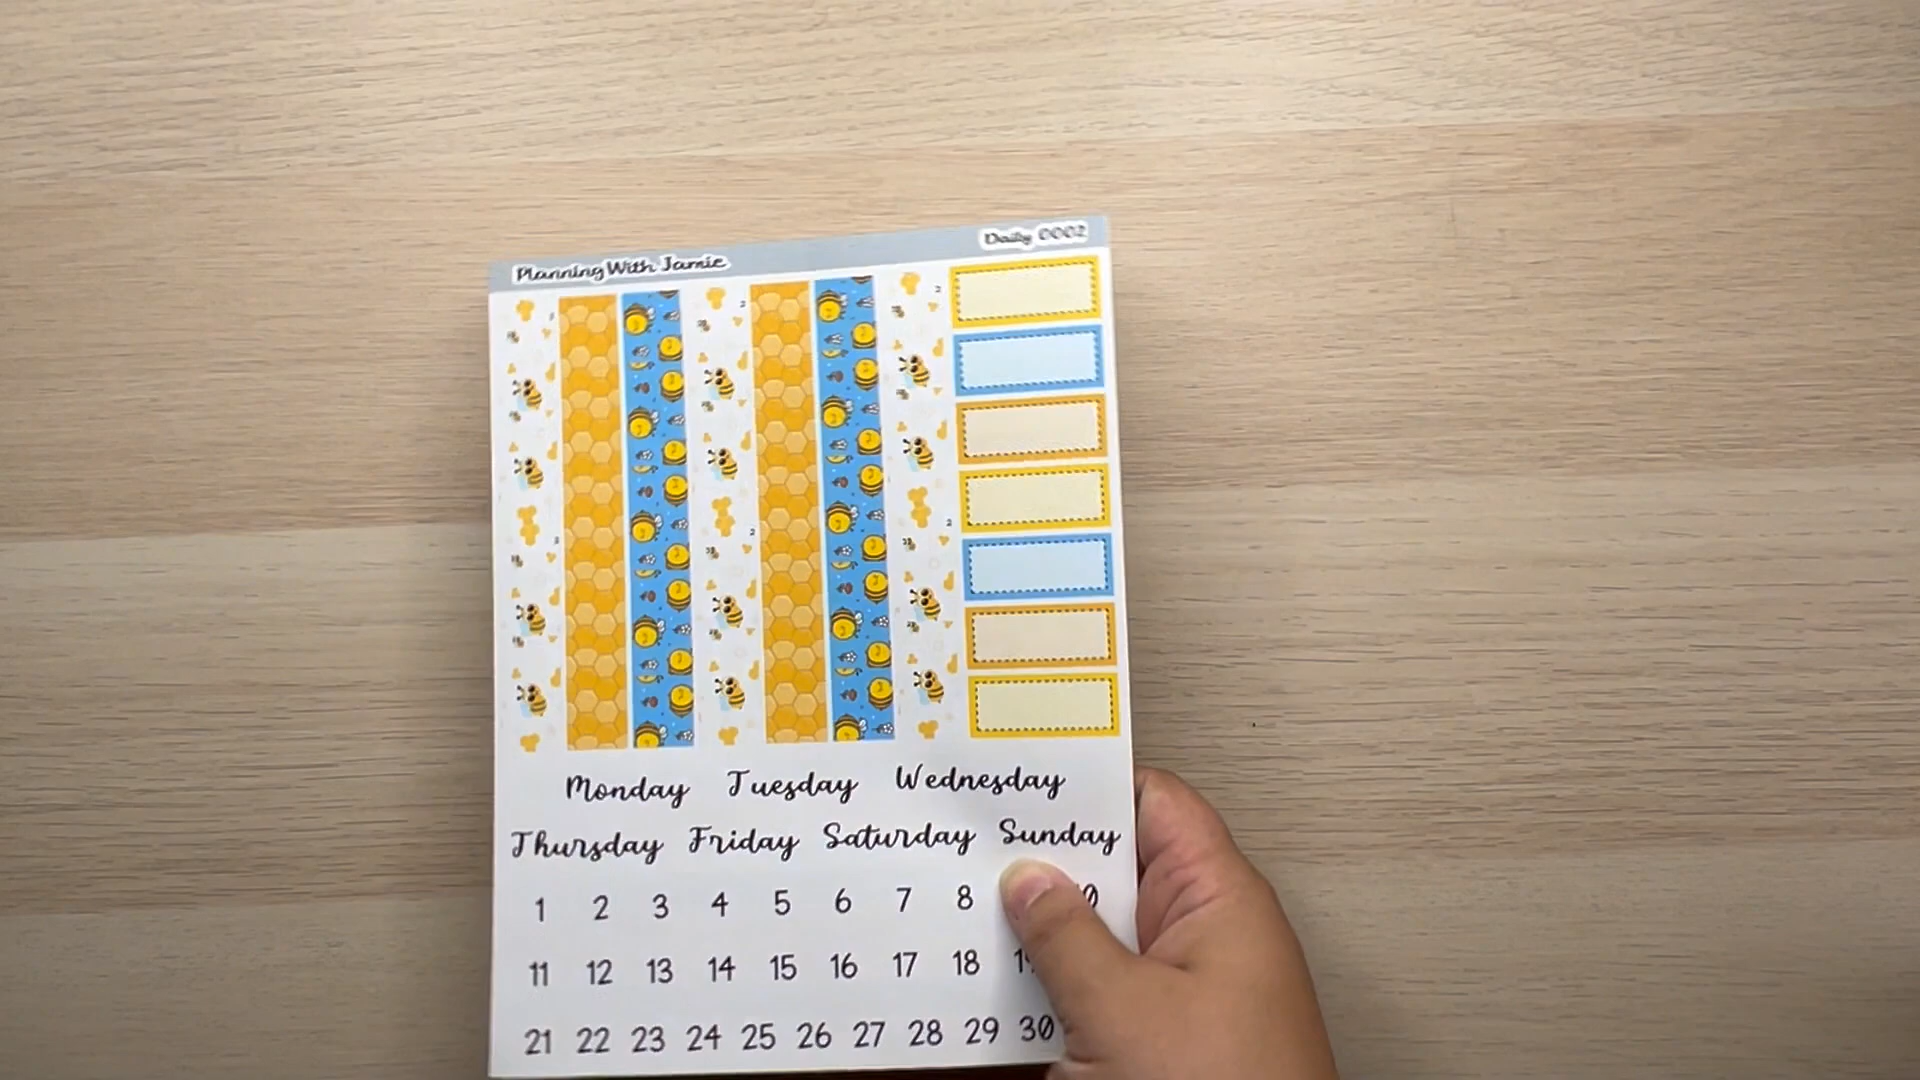 Planning With Jamie
Daily 0002
Monday Tuesday Wednesday
Thursday Friday Saturday Sunday
1 2 3 4 5 6 7 8
11 12 13 14 15 16 17 18
21 22 23 24 25 26 27 28 29 30